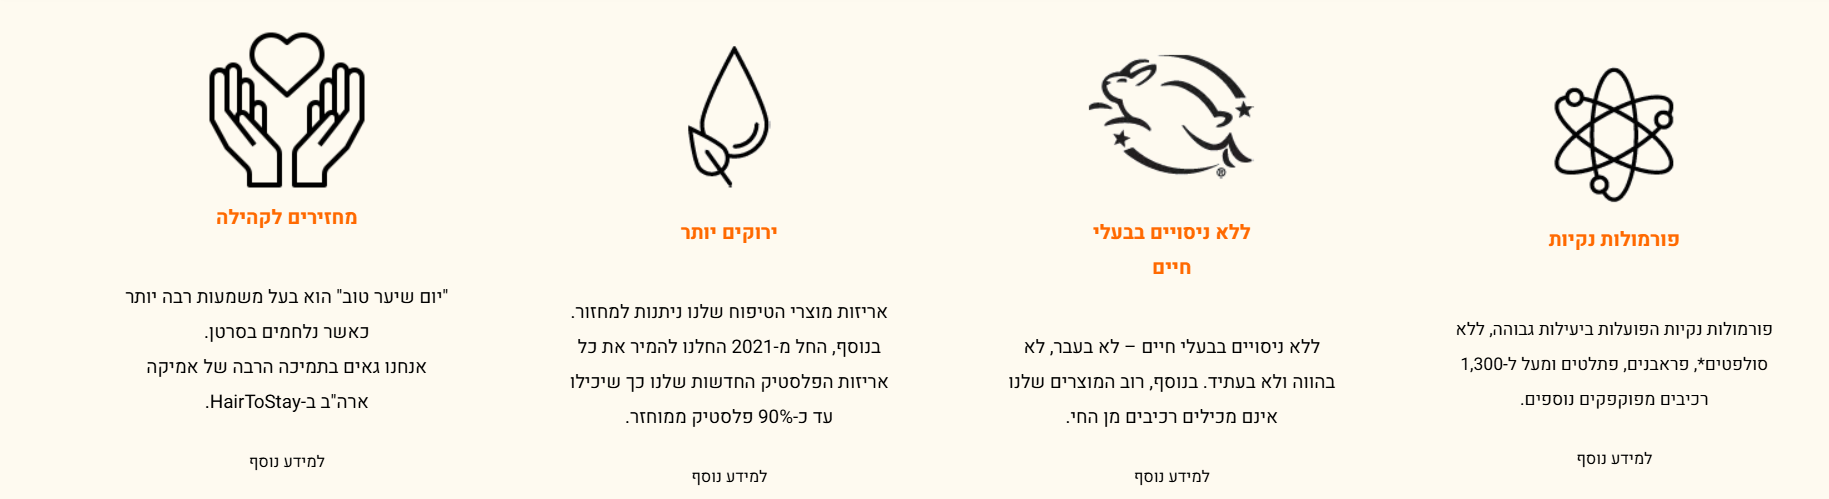 פורמולות נקיות
פורמולות נקיות הפועלות ביעילות גבוהה, ללא
סולפטים*, פראבנים, פתלטים ומעל ל-1,300
רכיבים מפוקפקים נוספים.
למידע נוסף
ללא ניסויים בבעלי
חיים
ללא ניסויים בבעלי חיים – לא בעבר, לא
בהווה ולא בעתיד. בנוסף, רוב המוצרים שלנו
אינם מכילים רכיבים מן החי.
למידע נוסף
ירוקים יותר
אריזות מוצרי הטיפוח שלנו ניתנות למחזור.
בנוסף, החל מ-2021 החלנו להמיר את כל
אריזות הפלסטיק החדשות שלנו כך שיכילו
עד כ-90% פלסטיק ממוחזר.
למידע נוסף
מחזירים לקהילה
"יום שיער טוב" הוא בעל משמעות רבה יותר
כאשר נלחמים בסרטן.
אנחנו גאים בתמיכה הרבה של אמיקה
ארה"ב ב-HairToStay.
למידע נוסף